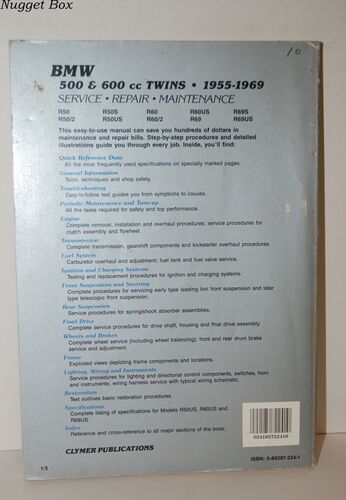 Nugget Box
10
BMW
500 & 600 cc TWINS • 1955-1969
SERVICE • REPAIR • MAINTENANCE
R50 R50S R60 R60US R69S
R50/2 R50US R60/2 R69 R69US
This easy-to-use manual can save you hundreds of dollars in
maintenance and repair bills. Step-by-step procedures and detailed
illustrations guide you through every job. Inside, you'll find:
Quick Reference Data
All the most frequently used specifications on specially marked pages.
General Information
Tools, techniques and shop safety.
Troubleshooting
Easy-to-follow text guides you from symptoms to causes.
Periodic Maintenance and Tune-up
All the tasks required for safety and top performance.
Engine
Complete removal, installation and overhaul procedures; service procedures for
clutch assembly and flywheel.
Transmission
Complete transmission, gearshift components and kickstarter overhaul procedures.
Fuel System
Carburetor overhaul and adjustment; fuel tank and fuel valve service.
Ignition and Charging Systems
Testing and replacement procedures for ignition and charging systems.
Front Suspension and Steering
Complete procedures for servicing early type leading link front suspension and later
type telescopic front suspension.
Rear Suspension
Service procedures for spring/shock absorber assemblies.
Final Drive
Complete service procedures for drive shaft, housing and final drive assembly.
Wheels and Brakes
Complete wheel service (including wheel balancing); front and rear drum brake
service and adjustment.
Frame
Exploded views depicting frame components and locations.
Lighting, Wiring and Instruments
Service procedures for lighting and directional control components, switches, horn
and instruments; wiring harness service with typical wiring schematic.
Restoration
Text outlines basic restoration procedures.
Specifications
Complete listing of specifications for Models R50US, R60US and
R69US.
Index
Reference and cross-reference to all major sections of the book.
CLYMER PUBLICATIONS
024185722410
1/3
ISBN: 0-89287-224-1